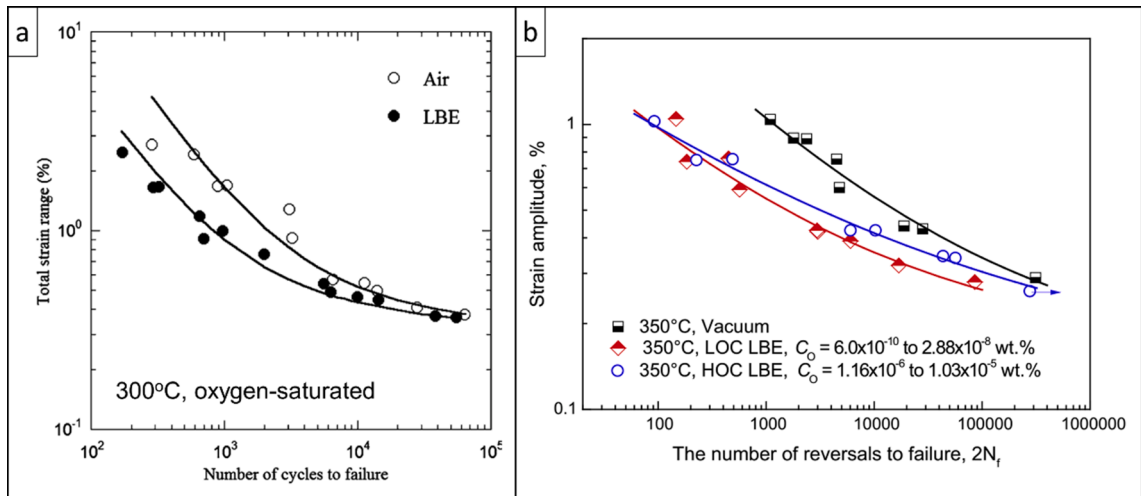 a
10¹
10⁰
10⁻¹
Total strain range (%)
Air
LBE
300°C, oxygen-saturated
10² 10³ 10⁴ 10⁵
Number of cycles to failure
b
1
0.1
Strain amplitude, %
350°C, Vacuum
350°C, LOC LBE, C₀ = 6.0x10⁻¹⁰ to 2.88x10⁻⁸ wt.%
350°C, HOC LBE, C₀ = 1.16x10⁻⁶ to 1.03x10⁻⁵ wt.%
100 1000 10000 100000 1000000
The number of reversals to failure, 2Nf